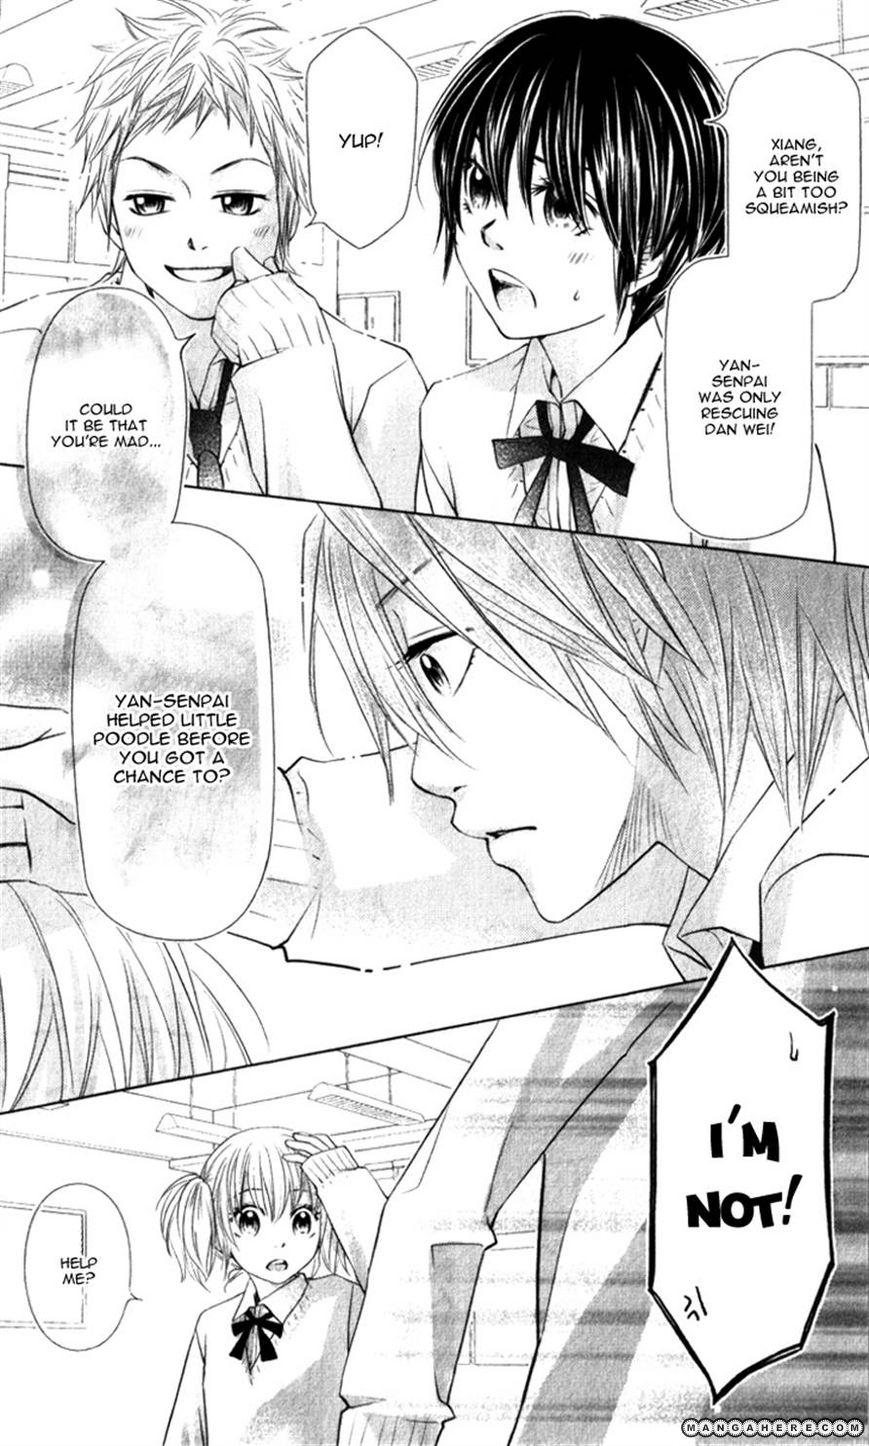 XIANG,
AREN'T
YOU BEING
A BIT TOO
SQUEAMISH?
YAN-
SENPAI
WAS ONLY
RESCUING
DAN WEI!
YUP!
COULD
IT BE THAT
YOU'RE MAD...
YAN-SENPAI
HELPED LITTLE
POODLE BEFORE
YOU GOT A
CHANCE TO?
I'M
NOT!
HELP
ME?
MANGAHERE.COM